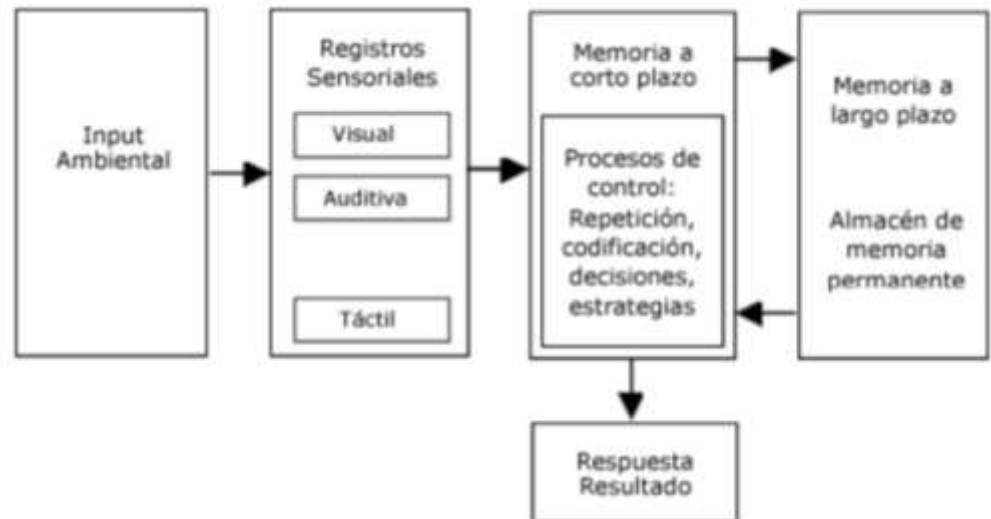 Input
Ambiental
Registros
Sensoriales
Visual
Auditiva
Táctil
Memoria a
corto plazo
Procesos de
control:
Repetición,
codificación,
decisiones,
estrategias
Memoria a
largo plazo
Almacén de
memoria
permanente
Respuesta
Resultado